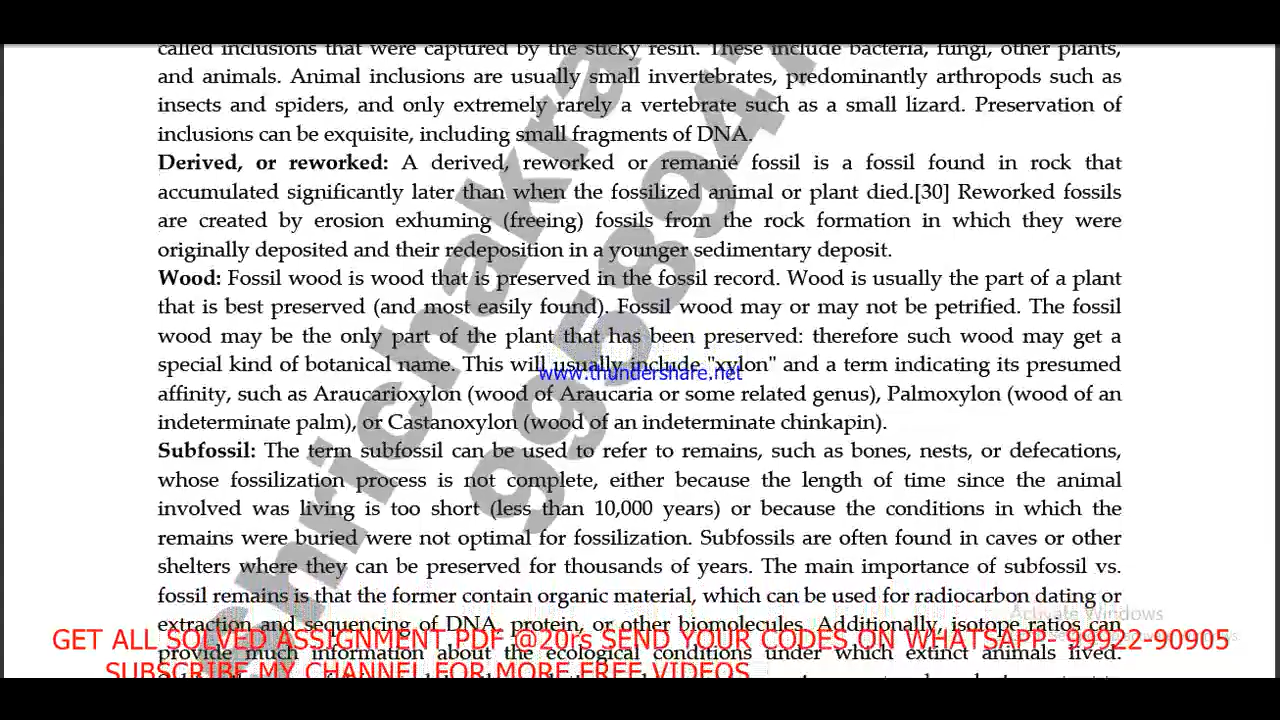 called inclusions that were captured by the sticky resin. These include bacteria, fungi, other plants,
and animals. Animal inclusions are usually small invertebrates, predominantly arthropods such as
insects and spiders, and only extremely rarely a vertebrate such as a small lizard. Preservation of
inclusions can be exquisite, including small fragments of DNA.
Derived, or reworked: A derived, reworked or remanié fossil is a fossil found in rock that
accumulated significantly later than when the fossilized animal or plant died.[30] Reworked fossils
are created by erosion exhuming (freeing) fossils from the rock formation in which they were
originally deposited and their redeposition in a younger sedimentary deposit.
Wood: Fossil wood is wood that is preserved in the fossil record. Wood is usually the part of a plant
that is best preserved (and most easily found). Fossil wood may or may not be petrified. The fossil
wood may be the only part of the plant that has been preserved: therefore such wood may get a
special kind of botanical name. This will usually include "xylon" and a term indicating its presumed
www.thundershare.net
affinity, such as Araucarioxylon (wood of Araucaria or some related genus), Palmoxylon (wood of an
indeterminate palm), or Castanoxylon (wood of an indeterminate chinkapin).
Subfossil: The term subfossil can be used to refer to remains, such as bones, nests, or defecations,
whose fossilization process is not complete, either because the length of time since the animal
involved was living is too short (less than 10,000 years) or because the conditions in which the
remains were buried were not optimal for fossilization. Subfossils are often found in caves or other
shelters where they can be preserved for thousands of years. The main importance of subfossil vs.
fossil remains is that the former contain organic material, which can be used for radiocarbon dating or
extraction and sequencing of DNA, protein, or other biomolecules. Additionally, isotope ratios can
provide much information about the ecological conditions under which extinct animals lived.
Activate Windows
GET ALL SOLVED ASSIGNMENT PDF @20rs SEND YOUR CODES ON WHATSAPP: 99922-90905
SUBSCRIBE MY CHANNEL FOR MORE FREE VIDEOS